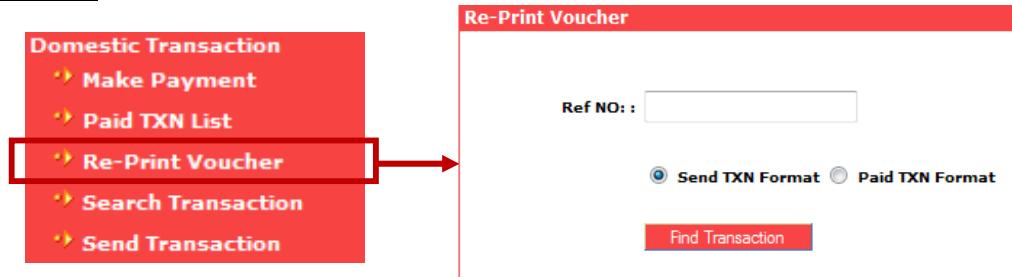 Domestic Transaction
Make Payment
Paid TXN List
Re-Print Voucher
Search Transaction
Send Transaction
Re-Print Voucher
Ref NO: :
Send TXN Format Paid TXN Format
Find Transaction